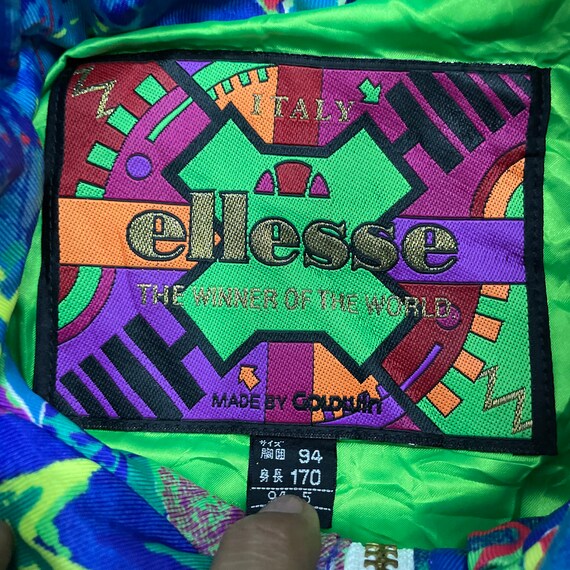 ITALY
ellesse
THE WINNER OF THE WORLD
MADE BY GOLDWIN
サイズ
胸囲 94
身長 170